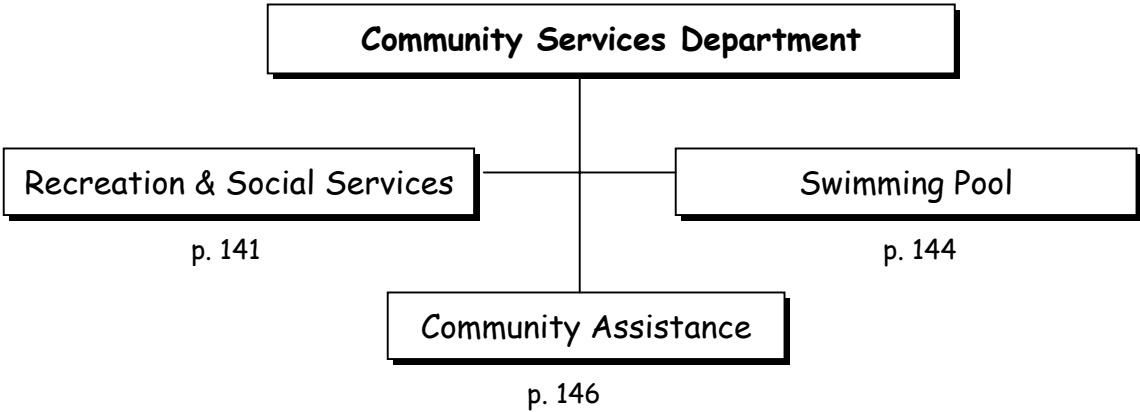 Community Services Department
Recreation & Social Services
Swimming Pool
p. 141
p. 144
Community Assistance
p. 146